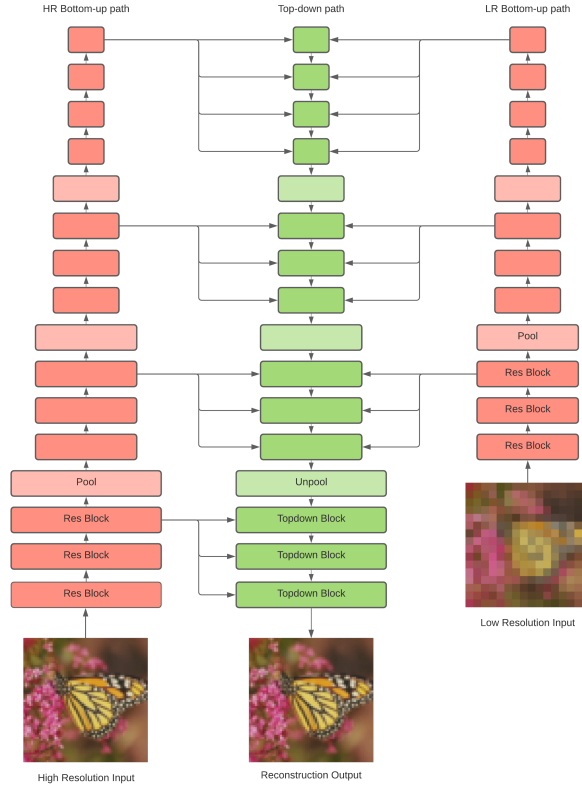 HR Bottom-up path
Top-down path
LR Bottom-up path
Pool
Res Block
Res Block
Res Block
Pool
Unpool
Res Block
Topdown Block
Res Block
Topdown Block
Res Block
Topdown Block
Low Resolution Input
High Resolution Input
Reconstruction Output